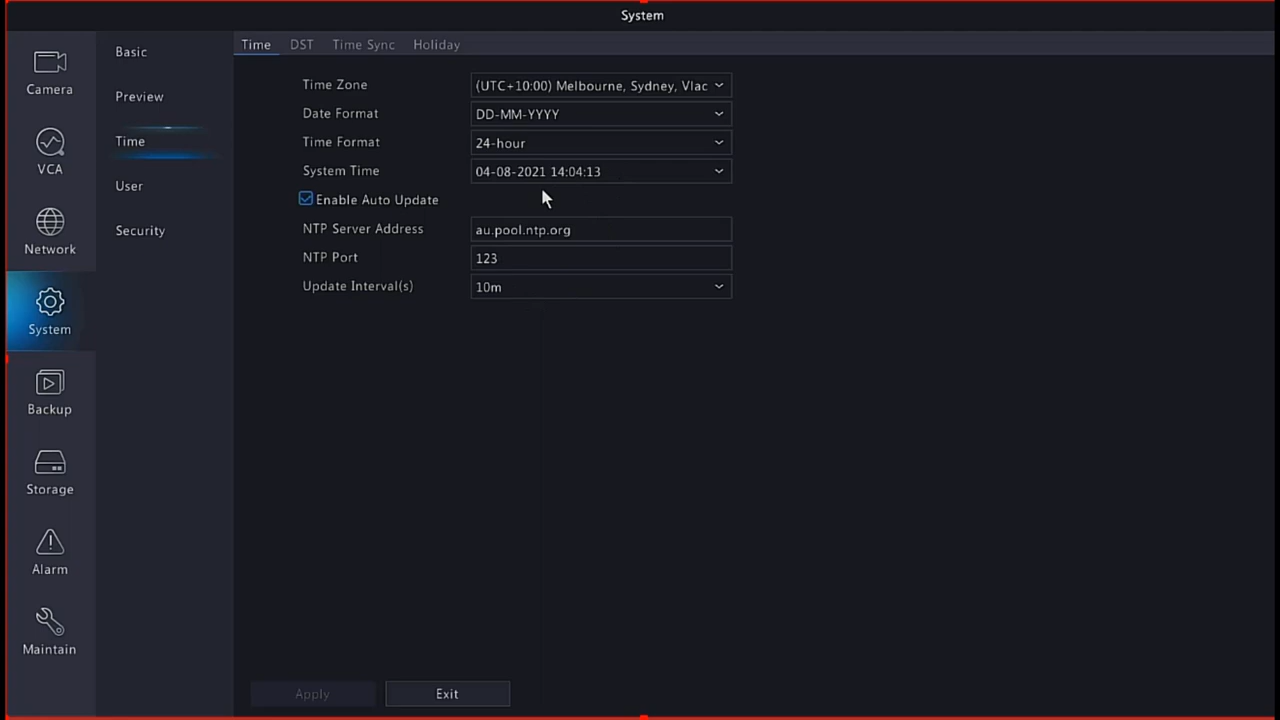 System
Camera
VCA
Network
System
Backup
Storage
Alarm
Maintain
Basic
Preview
Time
User
Security
Time DST Time Sync Holiday
Time Zone (UTC+10:00) Melbourne, Sydney, Vlac
Date Format DD-MM-YYYY
Time Format 24-hour
System Time 04-08-2021 14:04:13
Enable Auto Update
NTP Server Address au.pool.ntp.org
NTP Port 123
Update Interval(s) 10m
Apply Exit